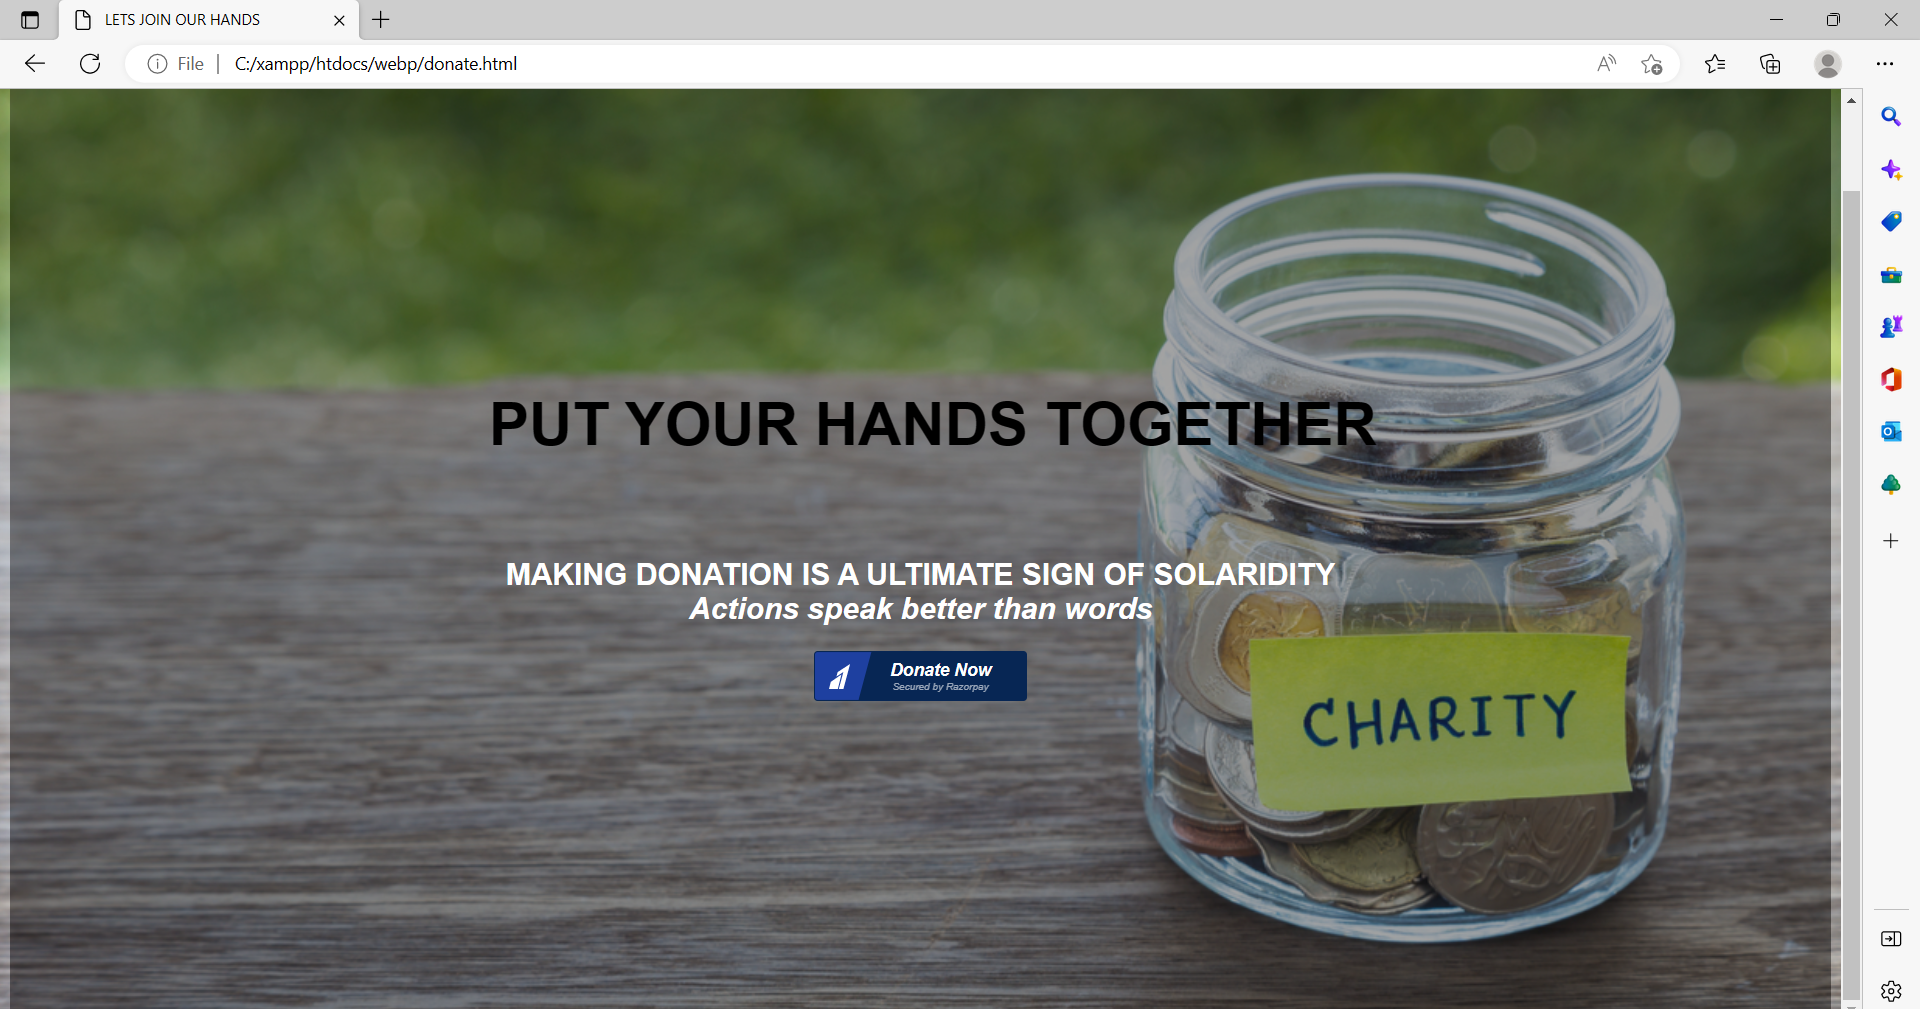 LETS JOIN OUR HANDS
File
C:/xampp/htdocs/webp/donate.html
PUT YOUR HANDS TOGETHER
MAKING DONATION IS A ULTIMATE SIGN OF SOLARIDITY
Actions speak better than words
Donate Now
Secured by Razorpay
CHARITY